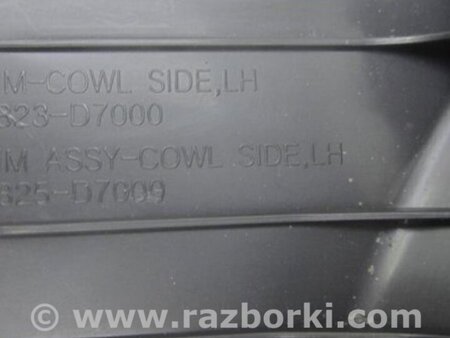 M-COWL SIDE,LH
823-D7000
M ASSY-COWL SIDE,LH
825-D7009
www.razborki.com